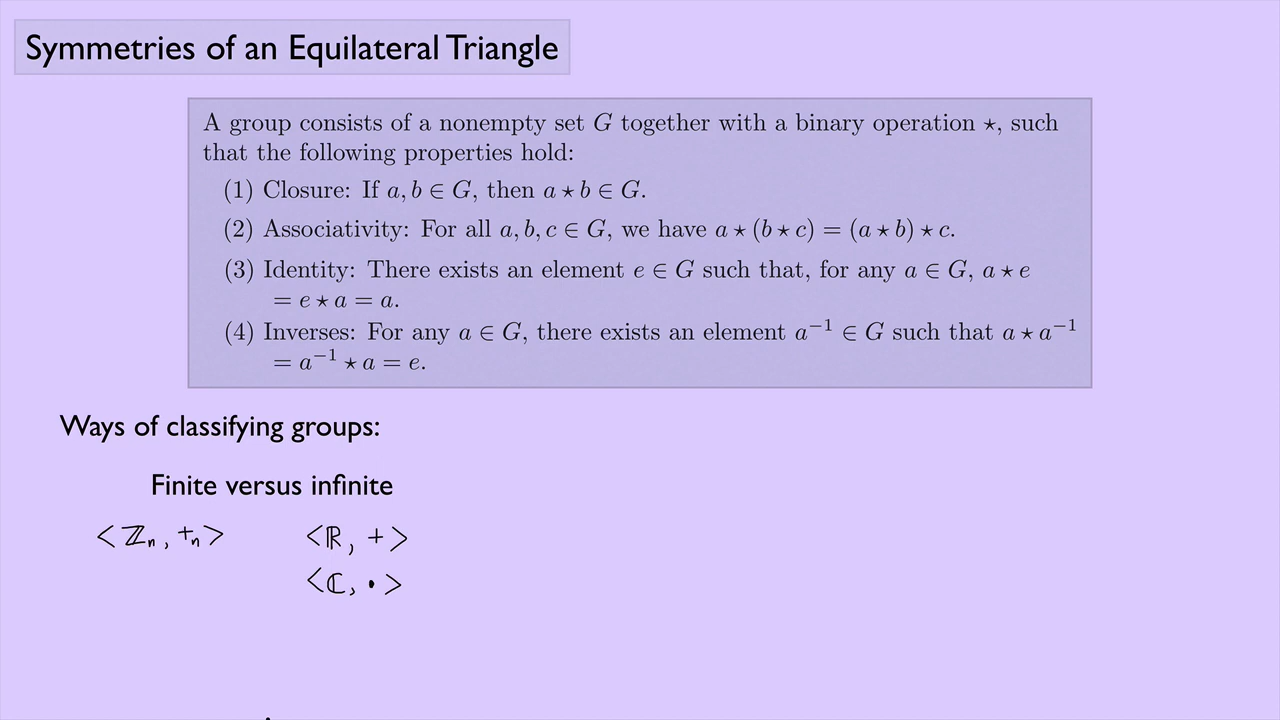 Symmetries of an Equilateral Triangle
A group consists of a nonempty set G together with a binary operation ⋆, such
that the following properties hold:
(1) Closure: If a, b ∈ G, then a ⋆ b ∈ G.
(2) Associativity: For all a, b, c ∈ G, we have a ⋆ (b ⋆ c) = (a ⋆ b) ⋆ c.
(3) Identity: There exists an element e ∈ G such that, for any a ∈ G, a ⋆ e
= e ⋆ a = a.
(4) Inverses: For any a ∈ G, there exists an element a⁻¹ ∈ G such that a ⋆ a⁻¹
= a⁻¹ ⋆ a = e.
Ways of classifying groups:
Finite versus infinite
<ℤₙ, +ₙ> <ℝ, +>
<ℂ, •>